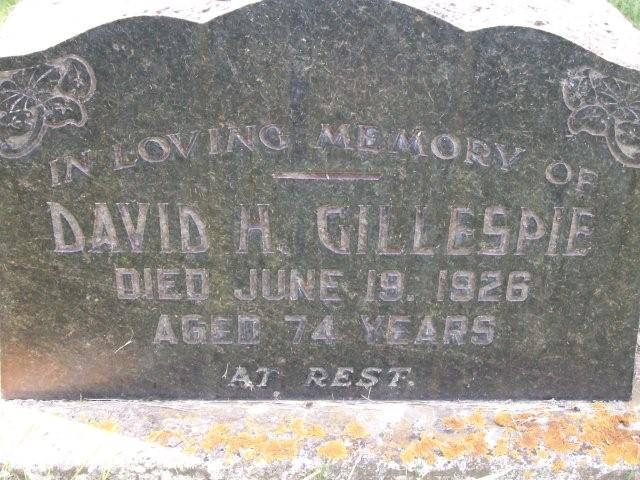 IN LOVING MEMORY OF
DAVID H. GILLESPIE
DIED JUNE 19. 1926
AGED 74 YEARS
AT REST.